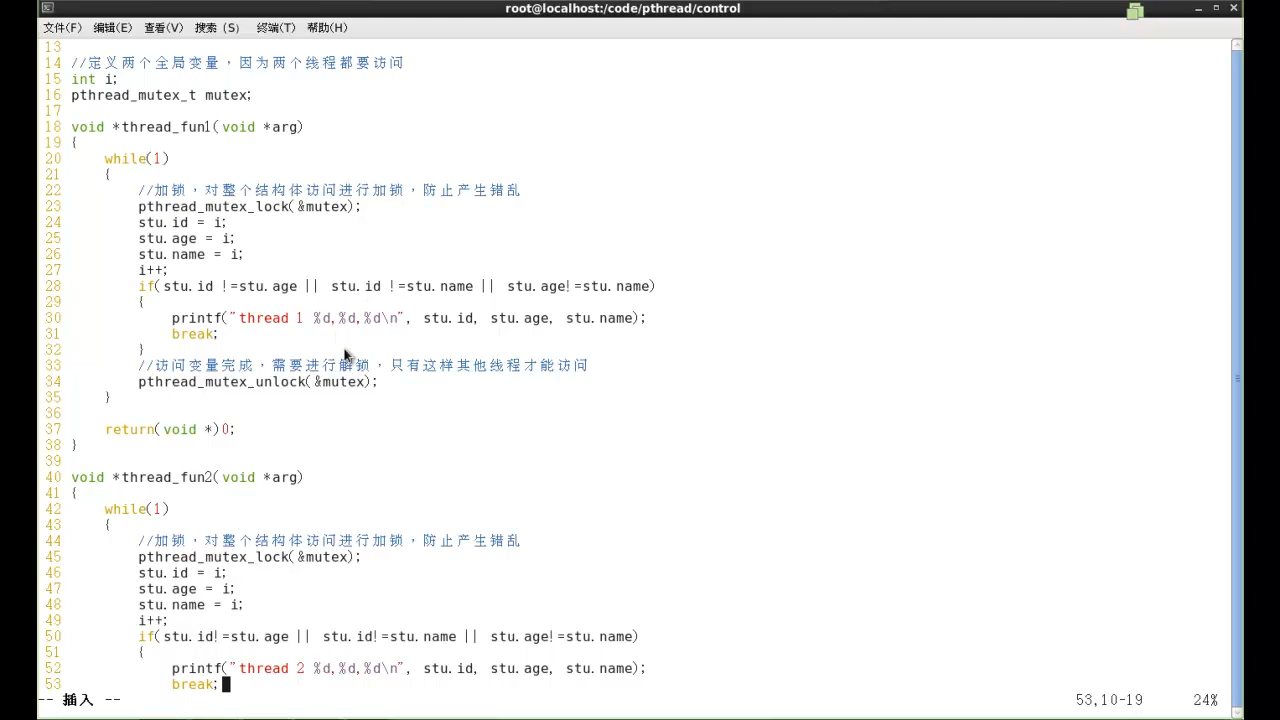 root@localhost:/code/pthread/control
文件(F) 编辑(E) 查看(V) 搜索 (S) 终端(T) 帮助(H)
13
14 //定义两个全局变量，因为两个线程都要访问
15 int i;
16 pthread_mutex_t mutex;
17
18 void *thread_fun1(void *arg)
19 {
20     while(1)
21     {
22         //加锁，对整个结构体访问进行加锁，防止产生错乱
23         pthread_mutex_lock(&mutex);
24         stu.id = i;
25         stu.age = i;
26         stu.name = i;
27         i++;
28         if(stu.id !=stu.age || stu.id !=stu.name || stu.age!=stu.name)
29         {
30             printf("thread 1 %d,%d,%d\n", stu.id, stu.age, stu.name);
31             break;
32         }
33         //访问变量完成，需要进行解锁，只有这样其他线程才能访问
34         pthread_mutex_unlock(&mutex);
35     }
36
37     return(void *)0;
38 }
39
40 void *thread_fun2(void *arg)
41 {
42     while(1)
43     {
44         //加锁，对整个结构体访问进行加锁，防止产生错乱
45         pthread_mutex_lock(&mutex);
46         stu.id = i;
47         stu.age = i;
48         stu.name = i;
49         i++;
50         if(stu.id!=stu.age || stu.id!=stu.name || stu.age!=stu.name)
51         {
52             printf("thread 2 %d,%d,%d\n", stu.id, stu.age, stu.name);
53             break;
-- 插入 -- 53,10-19 24%